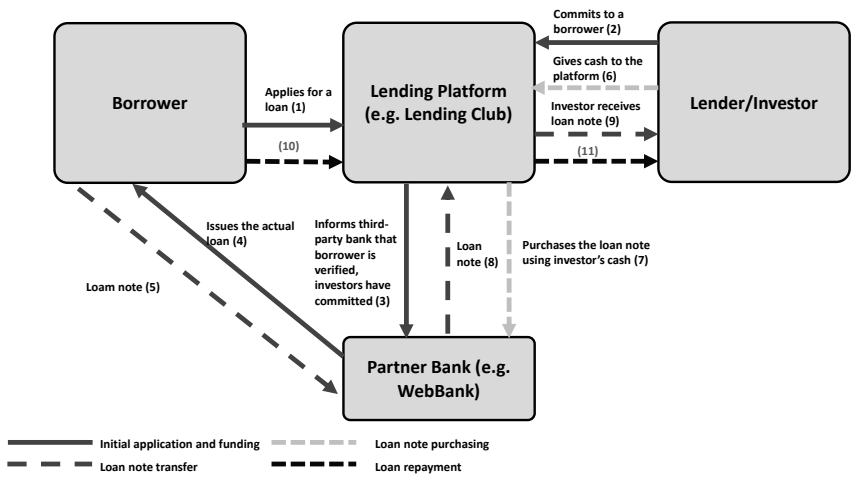 Commits to a
borrower (2)
Gives cash to the
platform (6)
Borrower
Applies for a
loan (1)
Lending Platform
(e.g. Lending Club)
Lender/Investor
Investor receives
loan note (9)
(10)
(11)
Issues the actual
loan (4)
Informs third-
party bank that
borrower is
verified,
investors have
committed (3)
Loan
note (8)
Purchases the loan note
using investor's cash (7)
Loam note (5)
Partner Bank (e.g.
WebBank)
Initial application and funding
Loan note purchasing
Loan note transfer
Loan repayment